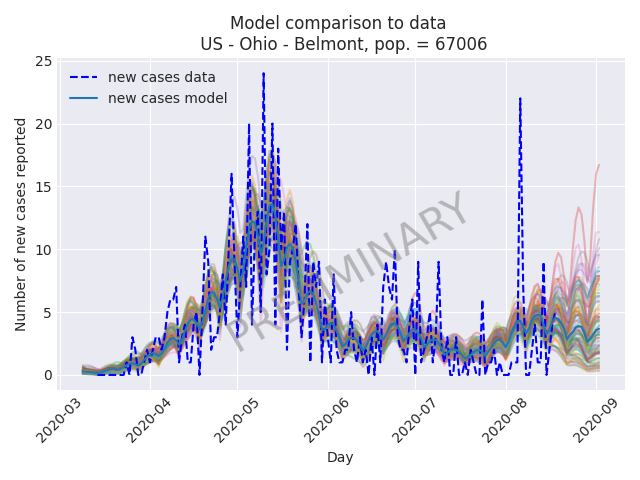 Model comparison to data
US - Ohio - Belmont, pop. = 67006
25
20
15
10
5
0
Number of new cases reported
new cases data
new cases model
PRELIMINARY
2020-03
2020-04
2020-05
2020-06
2020-07
2020-08
2020-09
Day